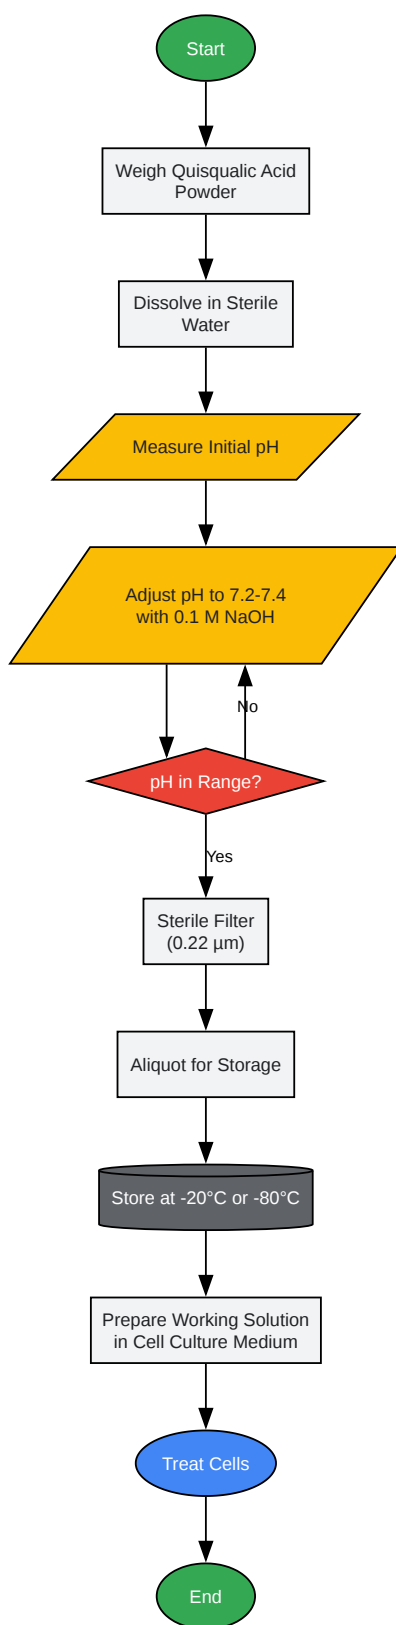 Start
Weigh Quisqualic Acid
Powder
Dissolve in Sterile
Water
Measure Initial pH
Adjust pH to 7.2-7.4
with 0.1 M NaOH
No
pH in Range?
Yes
Sterile Filter
(0.22 µm)
Aliquot for Storage
Store at -20°C or -80°C
Prepare Working Solution
in Cell Culture Medium
Treat Cells
End